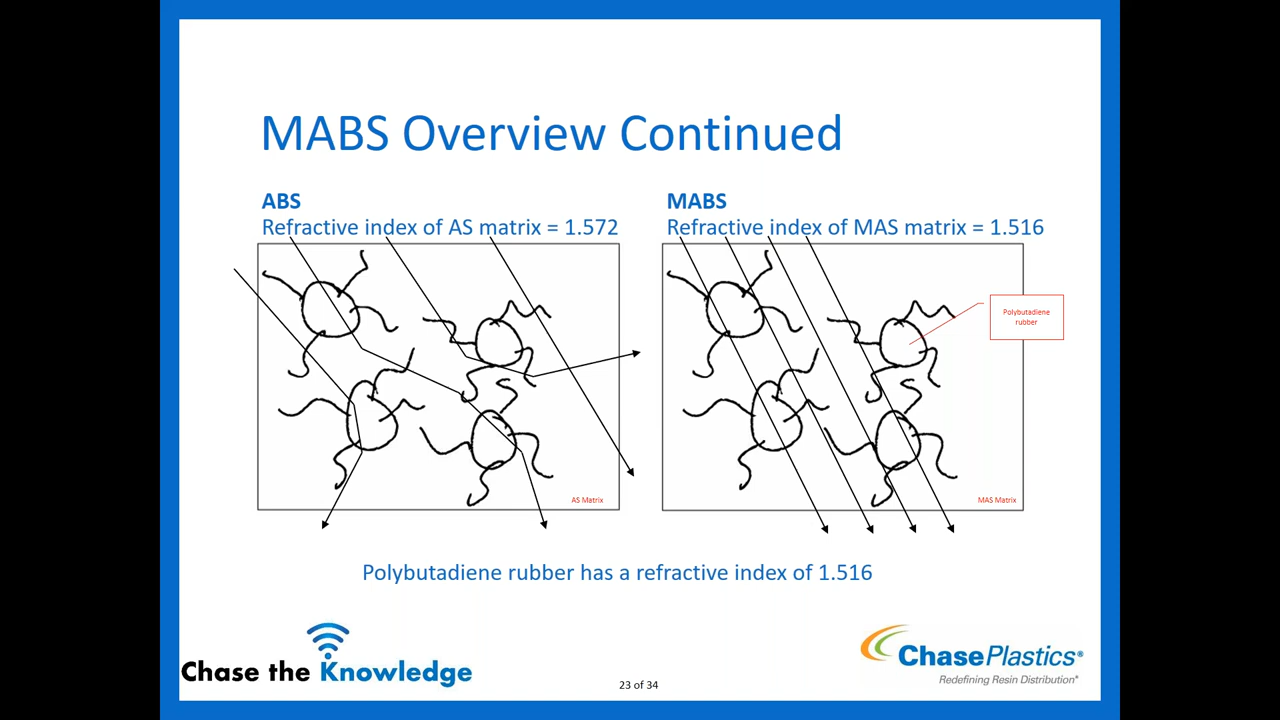 MABS Overview Continued
ABS
Refractive index of AS matrix = 1.572
MABS
Refractive index of MAS matrix = 1.516
Polybutadiene
rubber
AS Matrix
MAS Matrix
Polybutadiene rubber has a refractive index of 1.516
Chase the Knowledge
ChasePlastics®
Redefining Resin Distribution®
23 of 34